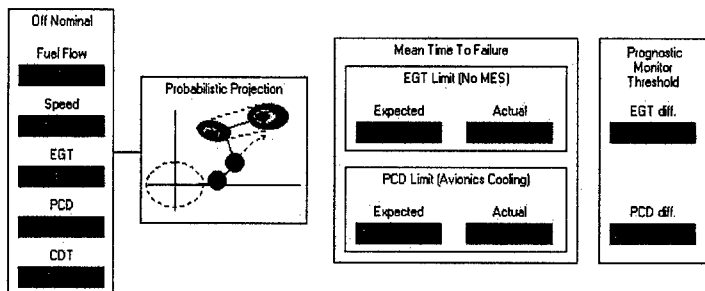 Off Nominal
Fuel Flow
Speed
EGT
PCD
CDT
Probabilistic Projection
Mean Time To Failure
EGT Limit (No MES)
Expected Actual
PCD Limit (Avionics Cooling)
Expected Actual
Prognostic
Monitor
Threshold
EGT diff.
PCD diff.